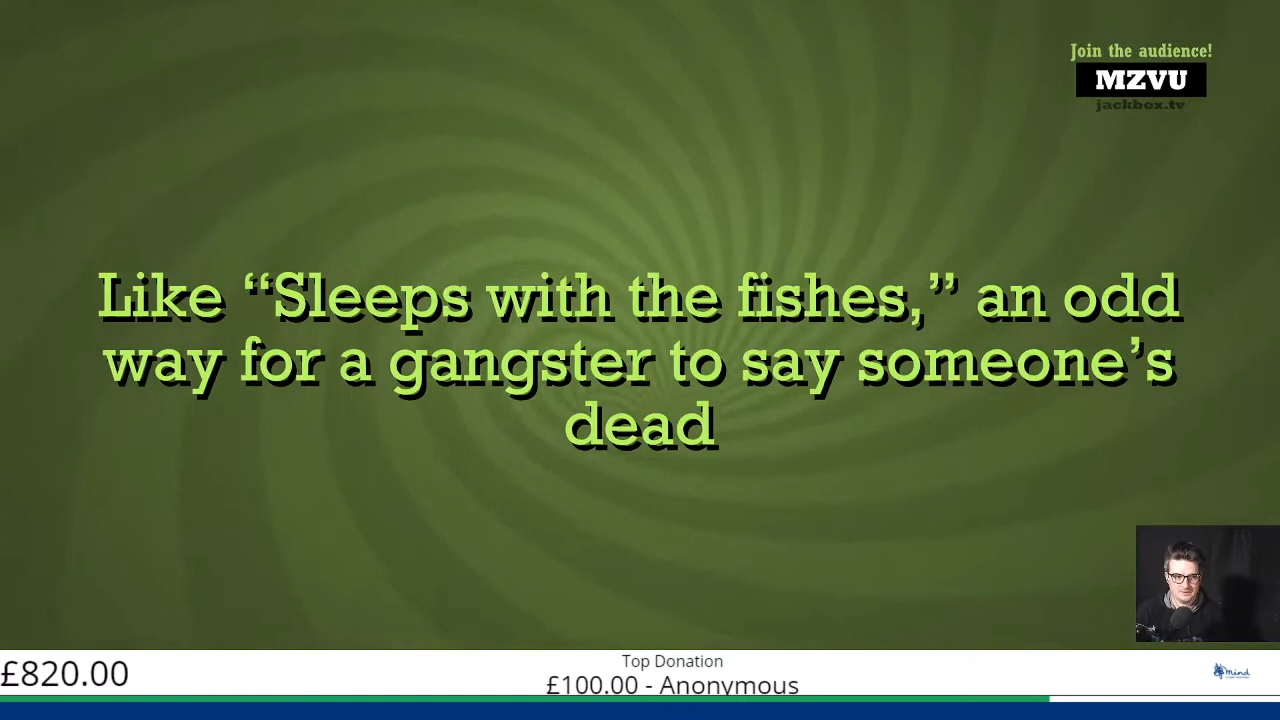 Join the audience!
MZVU
jackbox.tv
Like “Sleeps with the fishes,” an odd
way for a gangster to say someone’s
dead
£820.00
Top Donation
£100.00 - Anonymous
mind